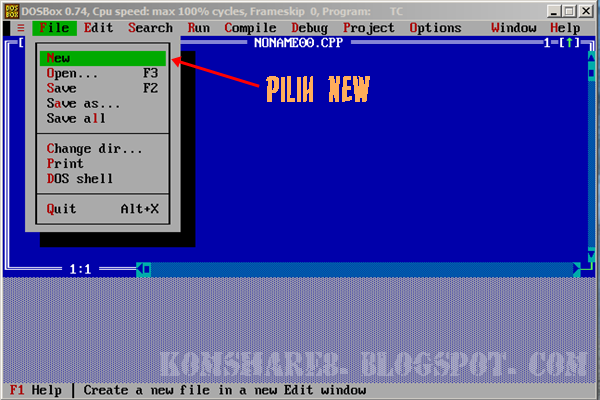 DOS BOX DOSBox 0.74, Cpu speed: max 100% cycles, Frameskip 0, Program: TC
≡ File Edit Search Run Compile Debug Project Options Window Help
[ NONAME00.CPP 1=[↑]
New
Open... F3
Save F2
Save as...
Save all
Change dir...
Print
DOS shell
Quit Alt+X
PILIH NEW
1:1
KOMSHARE8. BLOGSPOT. COM
F1 Help | Create a new file in a new Edit window